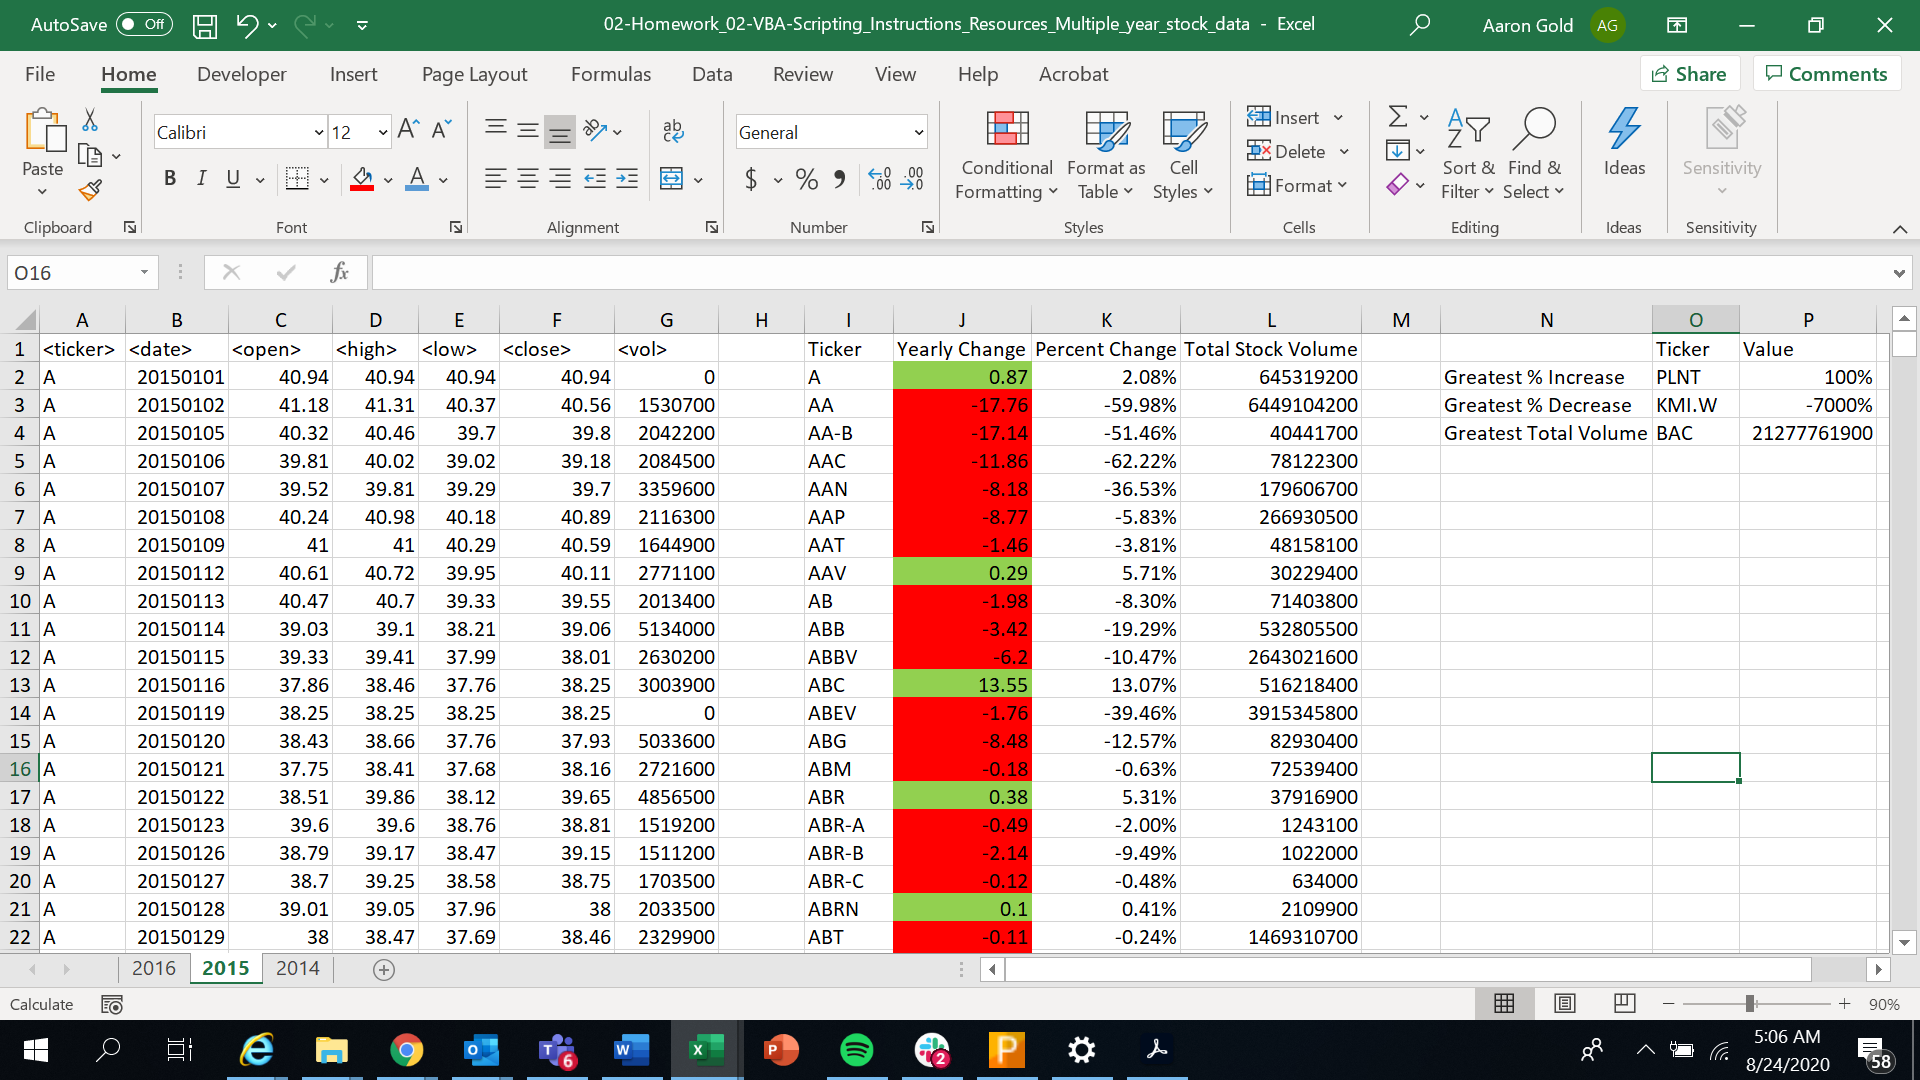 AutoSave Off 02-Homework_02-VBA-Scripting_Instructions_Resources_Multiple_year_stock_data - Excel Aaron Gold AG
File Home Developer Insert Page Layout Formulas Data Review View Help Acrobat Share Comments
Calibri 12 General Insert
Paste Conditional Format as Cell Delete Sort & Find & Ideas Sensitivity
B I U A $ % Formatting Table Styles Format Filter Select
Clipboard Font Alignment Number Styles Cells Editing Ideas Sensitivity
O16 fx
A B C D E F G H I J K L M N O P
1 <ticker> <date> <open> <high> <low> <close> <vol> Ticker Yearly Change Percent Change Total Stock Volume Ticker Value
2 A 20150101 40.94 40.94 40.94 40.94 0 A 0.87 2.08% 645319200 Greatest % Increase PLNT 100%
3 A 20150102 41.18 41.31 40.37 40.56 1530700 AA -17.76 -59.98% 6449104200 Greatest % Decrease KMI.W -7000%
4 A 20150105 40.32 40.46 39.7 39.8 2042200 AA-B -17.14 -51.46% 40441700 Greatest Total Volume BAC 21277761900
5 A 20150106 39.81 40.02 39.02 39.18 2084500 AAC -11.86 -62.22% 78122300
6 A 20150107 39.52 39.81 39.29 39.7 3359600 AAN -8.18 -36.53% 179606700
7 A 20150108 40.24 40.98 40.18 40.89 2116300 AAP -8.77 -5.83% 266930500
8 A 20150109 41 41 40.29 40.59 1644900 AAT -1.46 -3.81% 48158100
9 A 20150112 40.61 40.72 39.95 40.11 2771100 AAV 0.29 5.71% 30229400
10 A 20150113 40.47 40.7 39.33 39.55 2013400 AB -1.98 -8.30% 71403800
11 A 20150114 39.03 39.1 38.21 39.06 5134000 ABB -3.42 -19.29% 532805500
12 A 20150115 39.33 39.41 37.99 38.01 2630200 ABBV -6.2 -10.47% 2643021600
13 A 20150116 37.86 38.46 37.76 38.25 3003900 ABC 13.55 13.07% 516218400
14 A 20150119 38.25 38.25 38.25 38.25 0 ABEV -1.76 -39.46% 3915345800
15 A 20150120 38.43 38.66 37.76 37.93 5033600 ABG -8.48 -12.57% 82930400
16 A 20150121 37.75 38.41 37.68 38.16 2721600 ABM -0.18 -0.63% 72539400
17 A 20150122 38.51 39.86 38.12 39.65 4856500 ABR 0.38 5.31% 37916900
18 A 20150123 39.6 39.6 38.76 38.81 1519200 ABR-A -0.49 -2.00% 1243100
19 A 20150126 38.79 39.17 38.47 39.15 1511200 ABR-B -2.14 -9.49% 1022000
20 A 20150127 38.7 39.25 38.58 38.75 1703500 ABR-C -0.12 -0.48% 634000
21 A 20150128 39.01 39.05 37.96 38 2033500 ABRN 0.1 0.41% 2109900
22 A 20150129 38 38.47 37.69 38.46 2329900 ABT -0.11 -0.24% 1469310700
2016 2015 2014
Calculate 90%
5:06 AM
8/24/2020
58